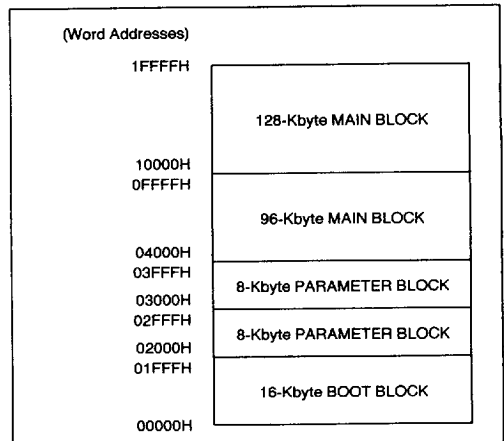 (Word Addresses)
1FFFFH
128-Kbyte MAIN BLOCK
10000H
0FFFFH
96-Kbyte MAIN BLOCK
04000H
03FFFH
8-Kbyte PARAMETER BLOCK
03000H
02FFFH
8-Kbyte PARAMETER BLOCK
02000H
01FFFH
16-Kbyte BOOT BLOCK
00000H